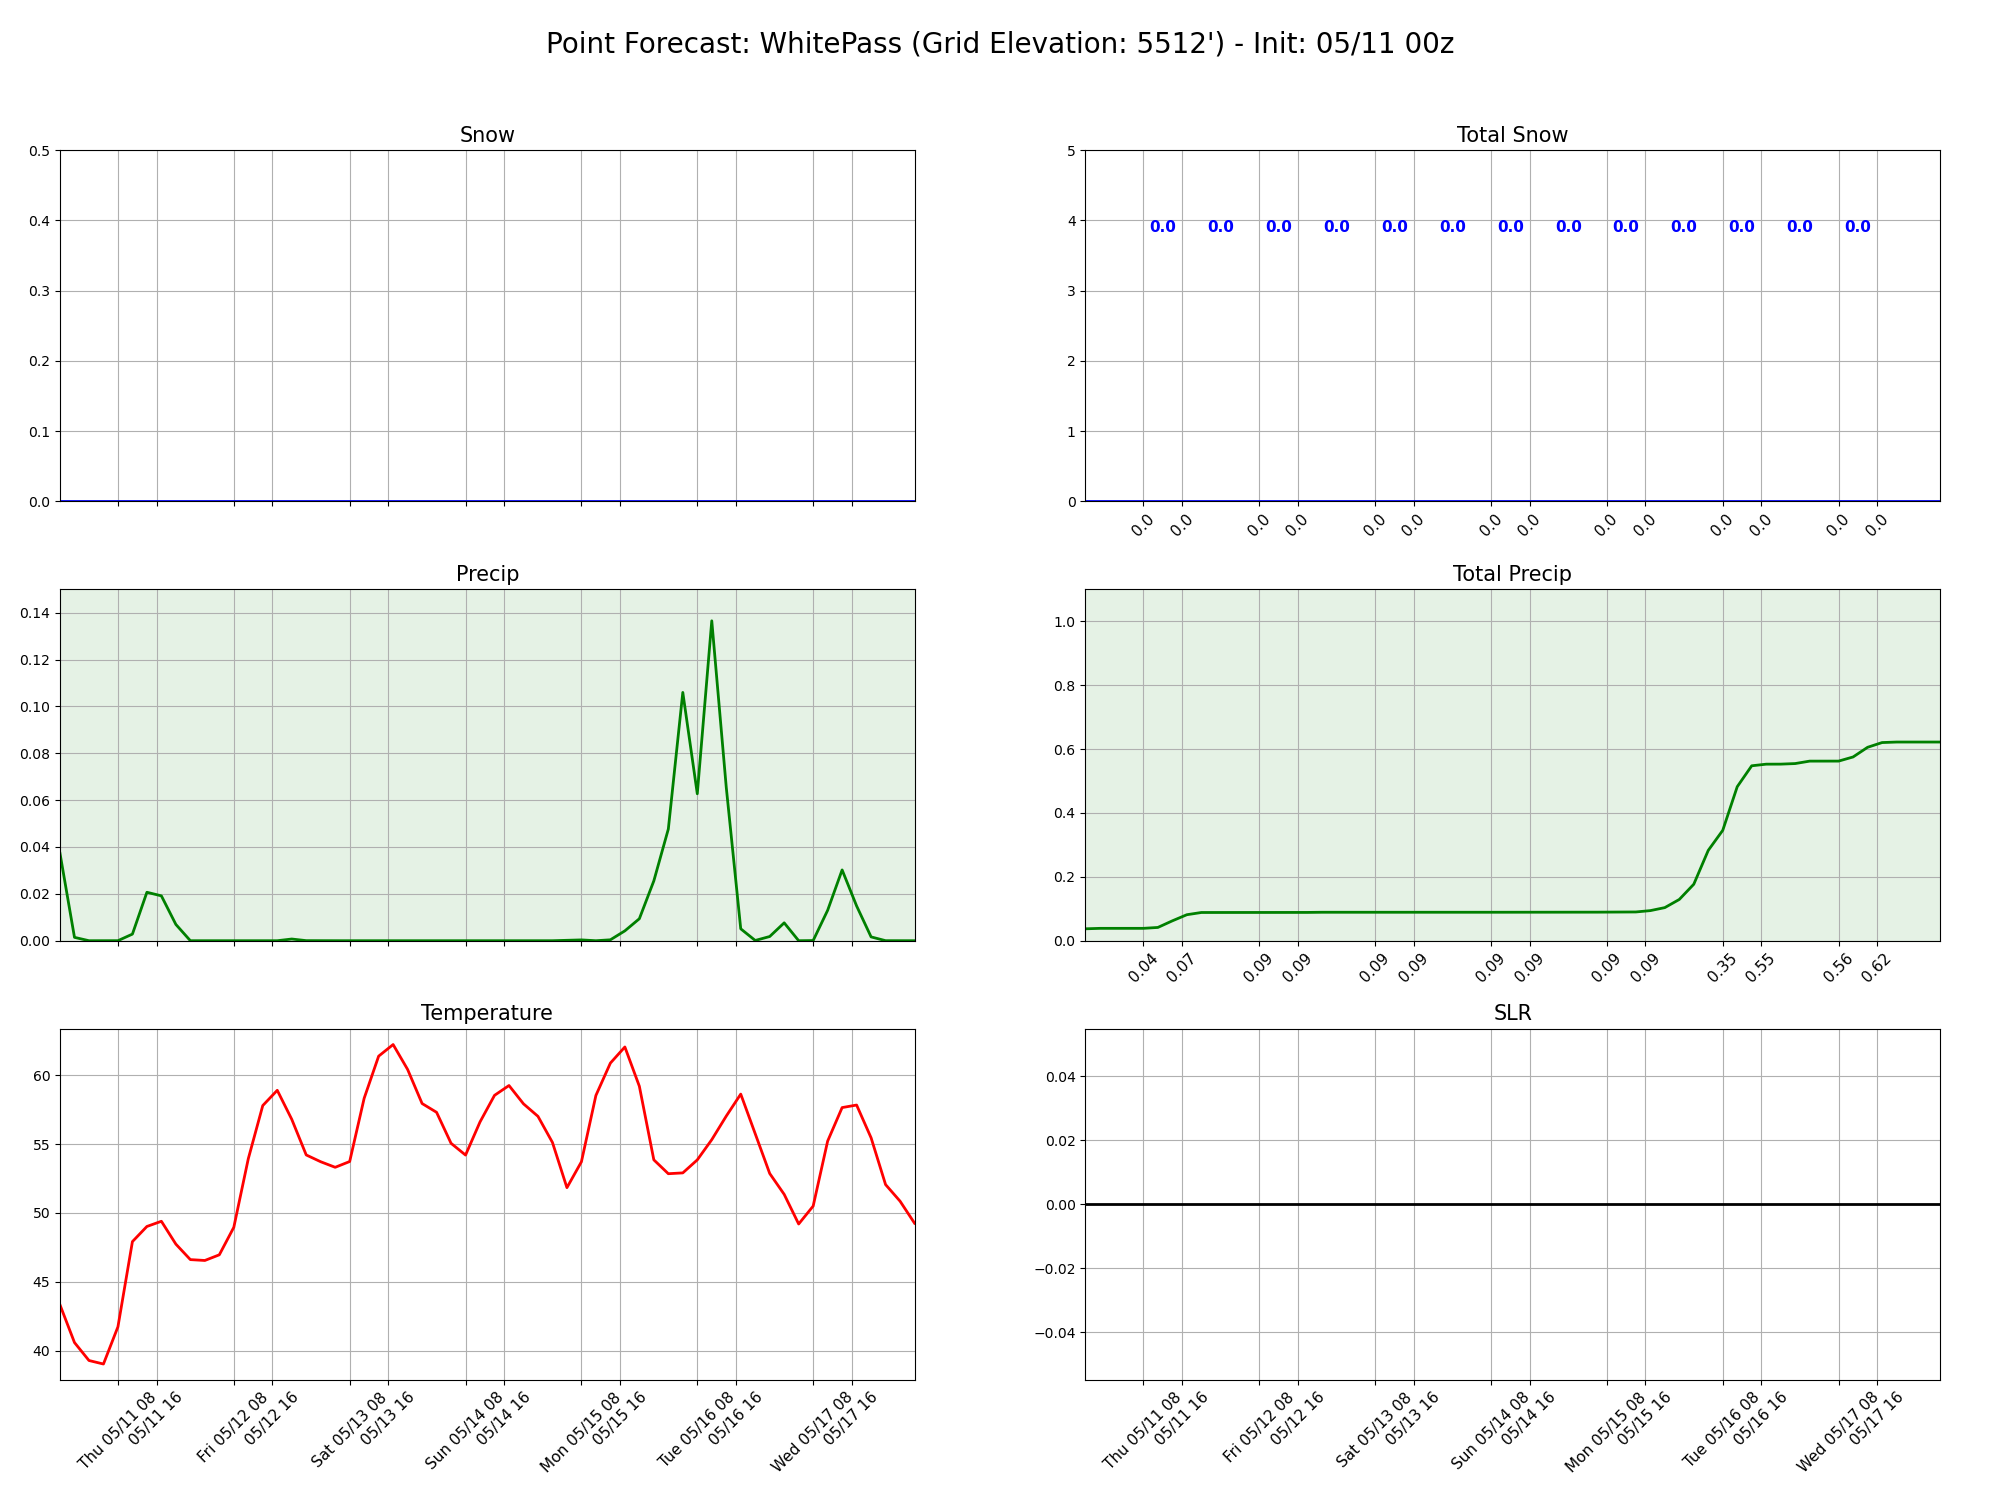 Point Forecast: WhitePass (Grid Elevation: 5512') - Init: 05/11 00z
Snow
0.5
0.4
0.3
0.2
0.1
0.0
Total Snow
5
4
3
2
1
0
0.0 0.0 0.0 0.0 0.0 0.0 0.0 0.0 0.0 0.0 0.0 0.0 0.0
0.0 0.0 0.0 0.0 0.0 0.0 0.0 0.0 0.0 0.0 0.0 0.0 0.0 0.0
Precip
0.14
0.12
0.10
0.08
0.06
0.04
0.02
0.00
Total Precip
1.0
0.8
0.6
0.4
0.2
0.0
0.04 0.07 0.09 0.09 0.09 0.09 0.09 0.09 0.09 0.09 0.35 0.55 0.56 0.62
Temperature
60
55
50
45
40
Thu 05/11 08
05/11 16
Fri 05/12 08
05/12 16
Sat 05/13 08
05/13 16
Sun 05/14 08
05/14 16
Mon 05/15 08
05/15 16
Tue 05/16 08
05/16 16
Wed 05/17 08
05/17 16
SLR
0.04
0.02
0.00
−0.02
−0.04
Thu 05/11 08
05/11 16
Fri 05/12 08
05/12 16
Sat 05/13 08
05/13 16
Sun 05/14 08
05/14 16
Mon 05/15 08
05/15 16
Tue 05/16 08
05/16 16
Wed 05/17 08
05/17 16